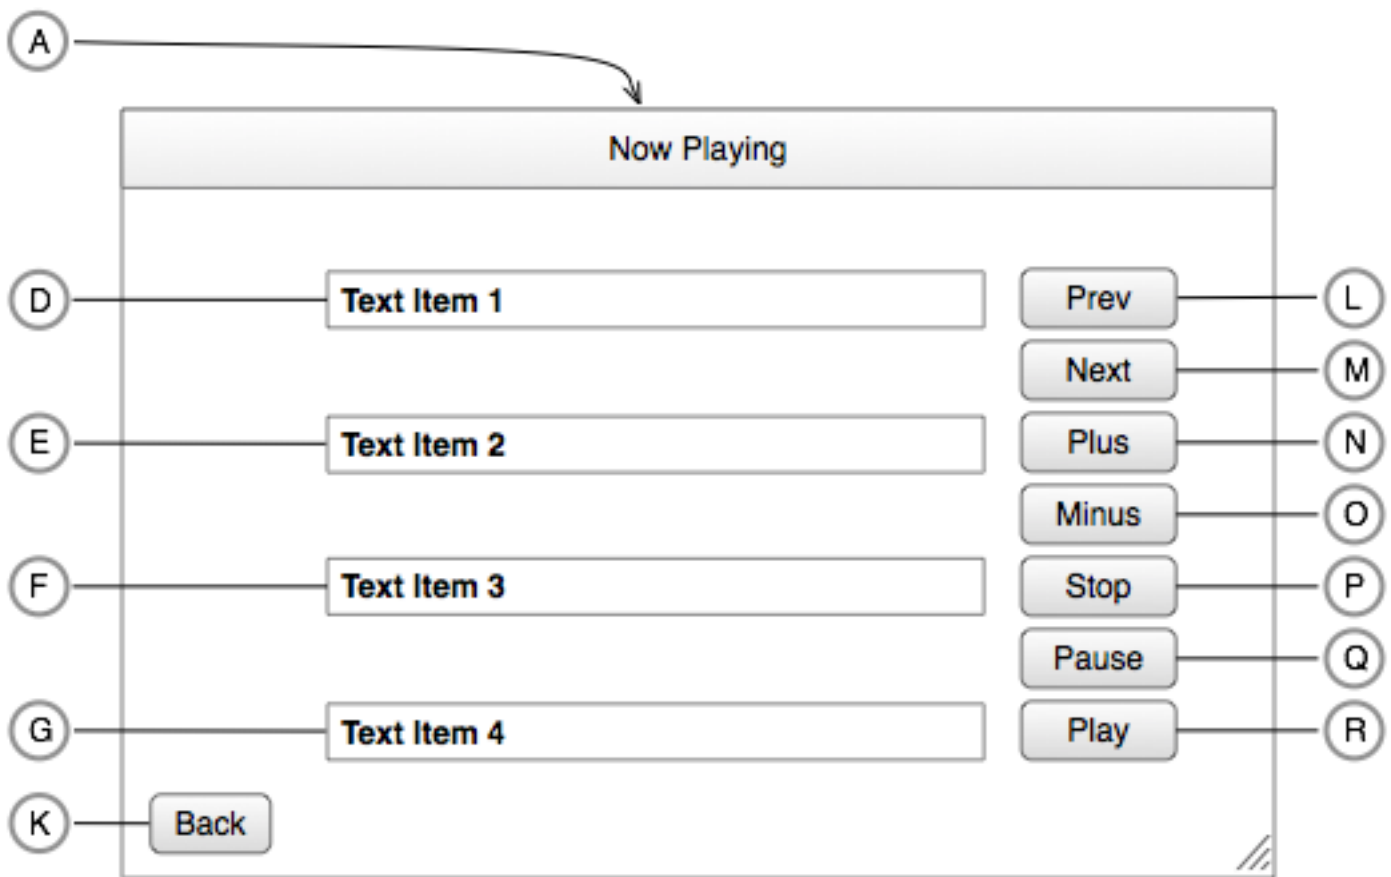 A
Now Playing
D Text Item 1 Prev L
Next M
E Text Item 2 Plus N
Minus O
F Text Item 3 Stop P
Pause Q
G Text Item 4 Play R
K Back